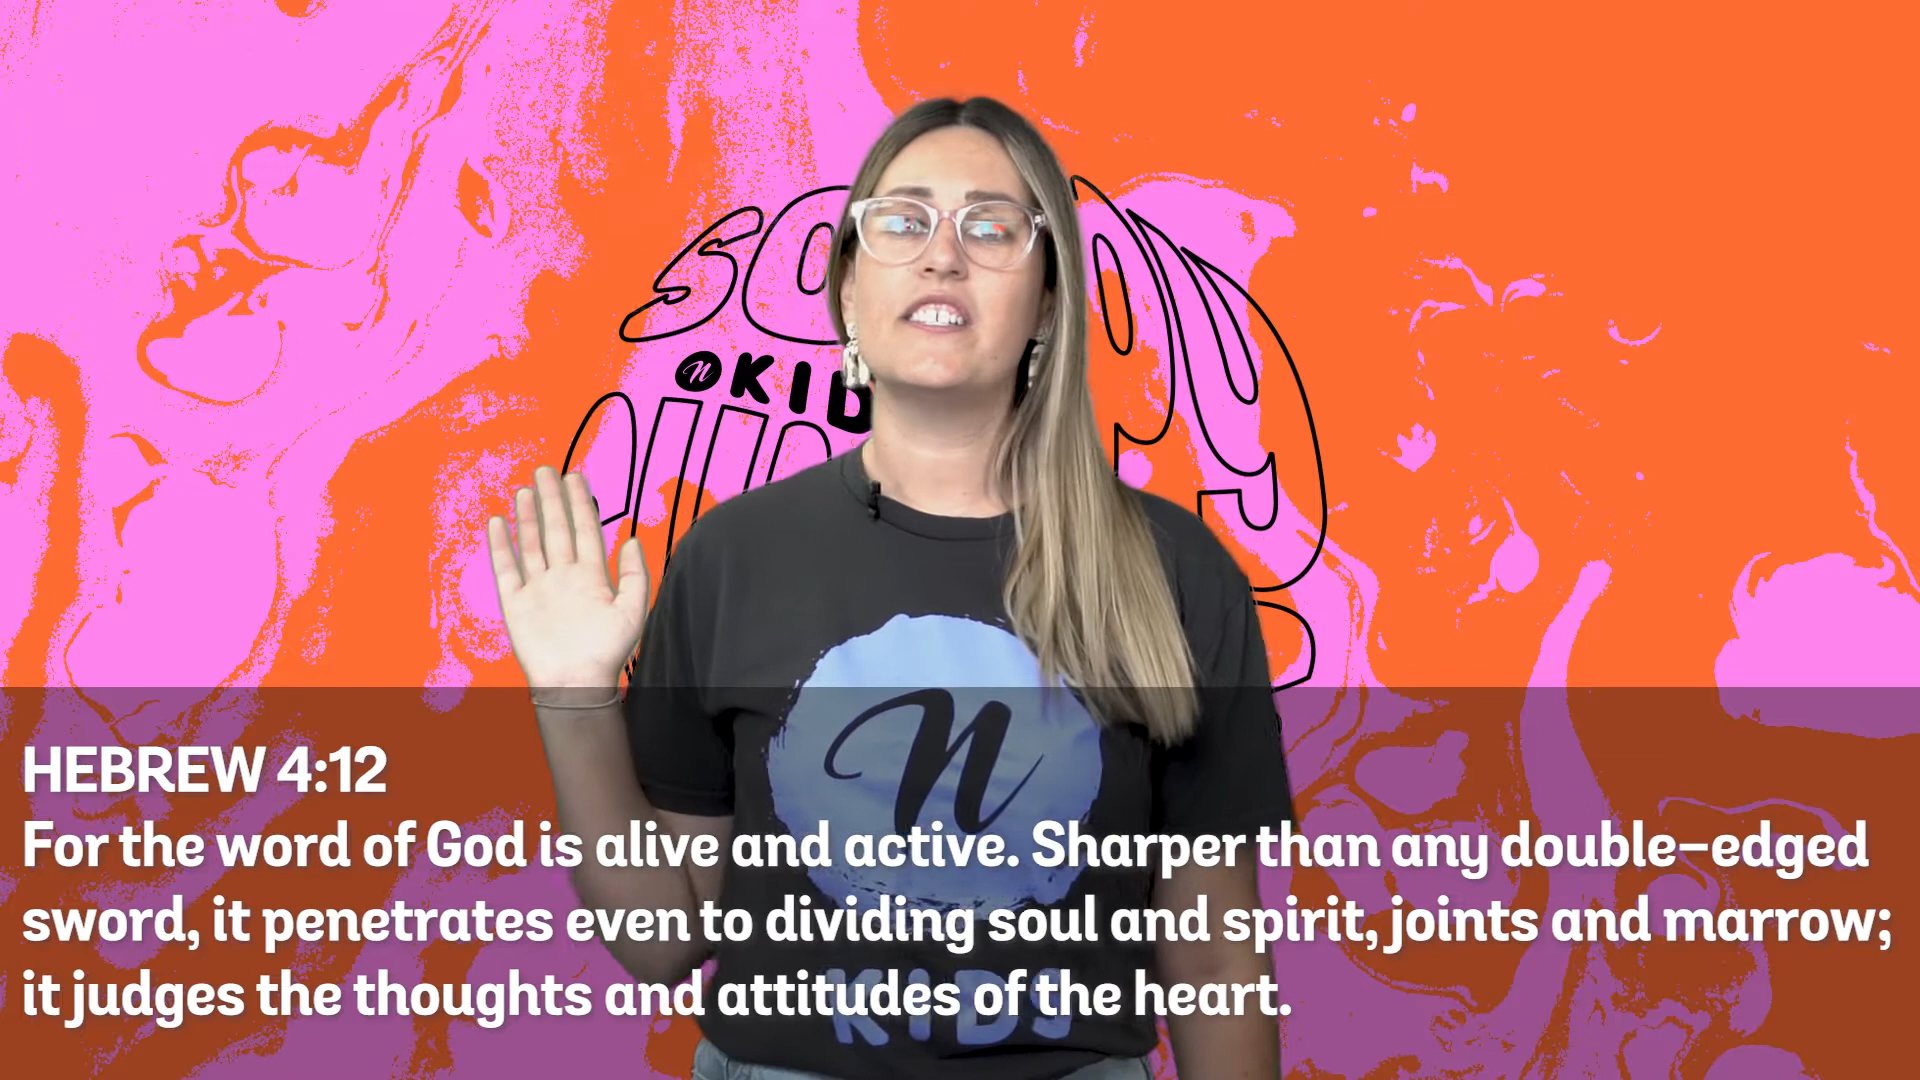 n KID
n
KIDS
HEBREW 4:12
For the word of God is alive and active. Sharper than any double-edged
sword, it penetrates even to dividing soul and spirit, joints and marrow;
it judges the thoughts and attitudes of the heart.